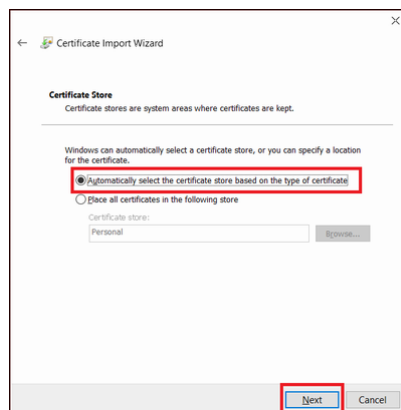 Certificate Import Wizard
Certificate Store
Certificate stores are system areas where certificates are kept.
Windows can automatically select a certificate store, or you can specify a location
for the certificate.
Automatically select the certificate store based on the type of certificate
Place all certificates in the following store
Certificate store:
Personal
Browse...
Next
Cancel